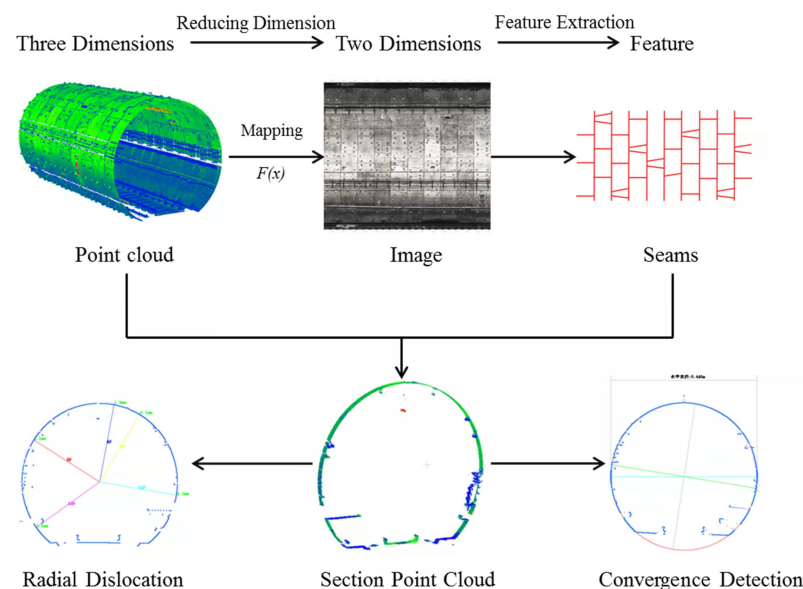 Reducing Dimension
Feature Extraction
Three Dimensions
Two Dimensions
Feature
Mapping
F(x)
Point cloud
Image
Seams
Radial Dislocation
Section Point Cloud
Convergence Detection